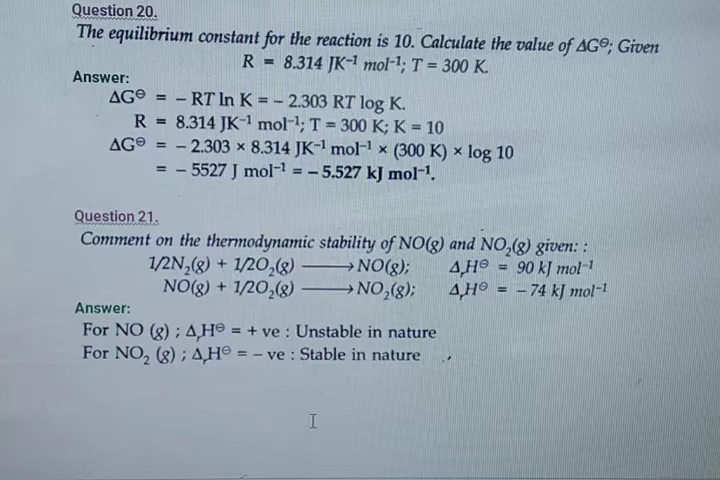 Question 20.
The equilibrium constant for the reaction is 10. Calculate the value of ΔG⊖; Given
R = 8.314 JK⁻¹ mol⁻¹; T = 300 K.
Answer:
ΔG⊖ = – RT ln K = – 2.303 RT log K.
R = 8.314 JK⁻¹ mol⁻¹; T = 300 K; K = 10
ΔG⊖ = – 2.303 × 8.314 JK⁻¹ mol⁻¹ × (300 K) × log 10
= – 5527 J mol⁻¹ = – 5.527 kJ mol⁻¹.
Question 21.
Comment on the thermodynamic stability of NO(g) and NO₂(g) given: :
1/2N₂(g) + 1/2O₂(g) ⟶ NO(g); ΔᵣH⊖ = 90 kJ mol⁻¹
NO(g) + 1/2O₂(g) ⟶ NO₂(g); ΔᵣH⊖ = – 74 kJ mol⁻¹
Answer:
For NO (g) ; ΔᵣH⊖ = + ve : Unstable in nature
For NO₂ (g) ; ΔᵣH⊖ = – ve : Stable in nature